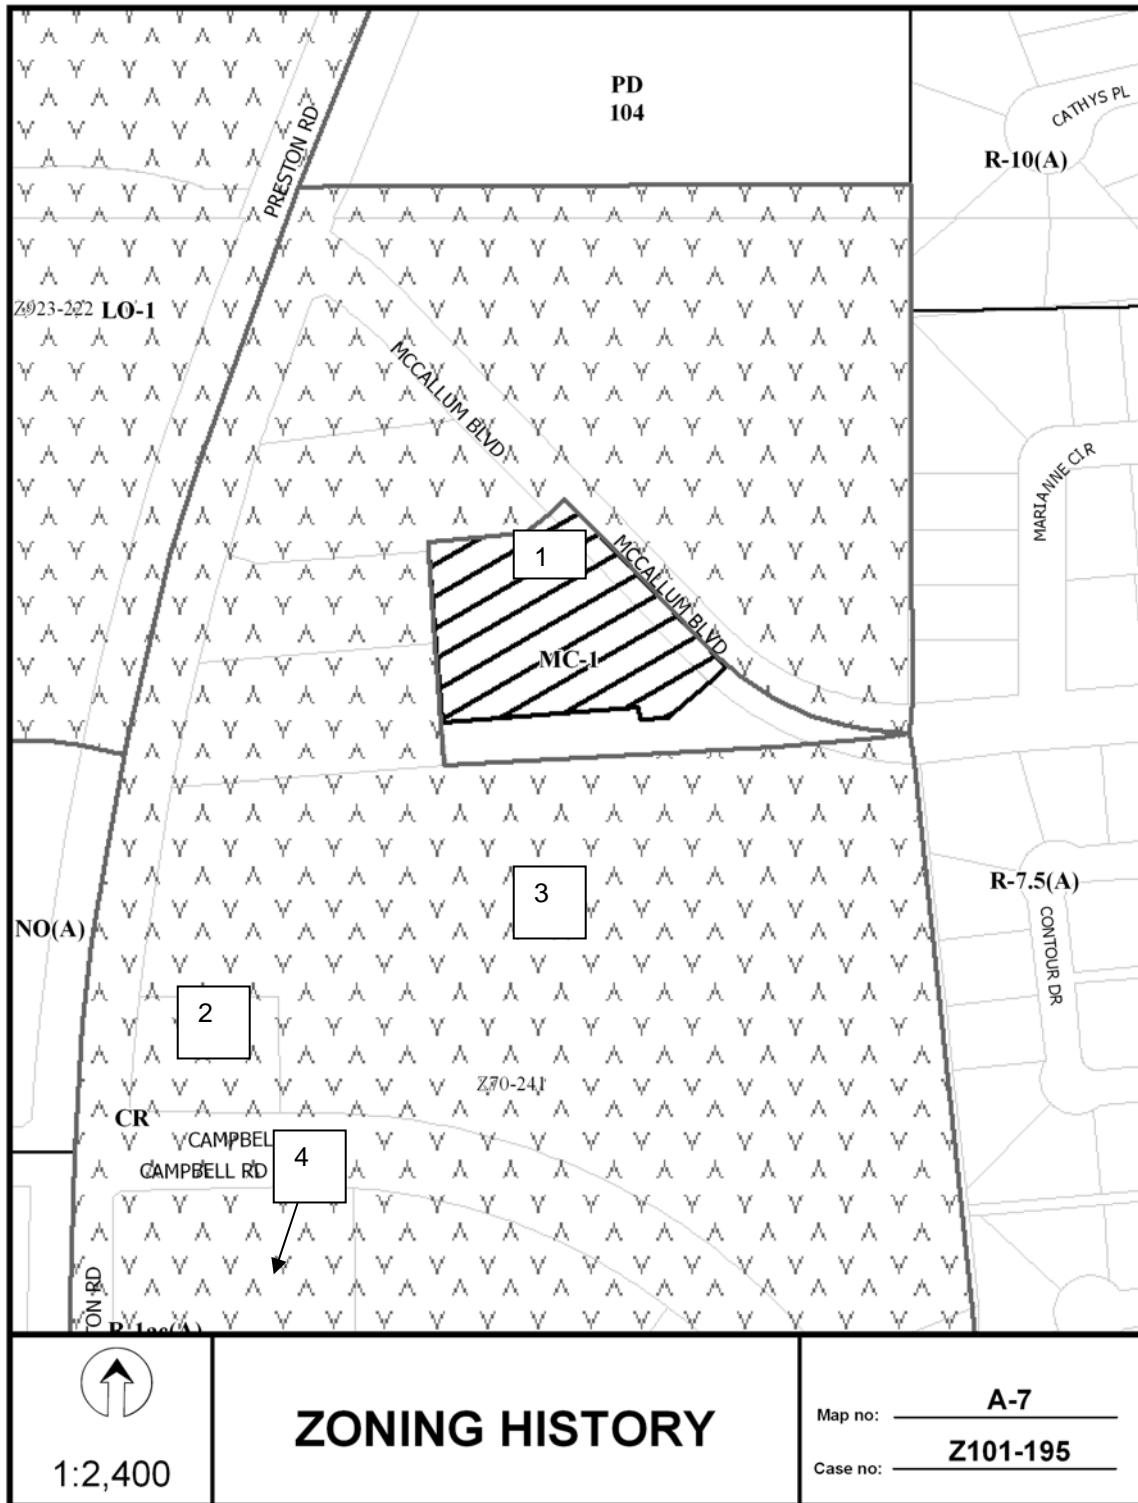 PD
104
CATHYS PL
R-10(A)
PRESTON RD
Z923-222 LO-1
MCCALLUM BLVD
MARIANNE CIR
1
MCCALLUM BLVD
MC-1
R-7.5(A)
3
NO(A)
CONTOUR DR
2
Z70-241
CR
CAMPBEL
4
CAMPBELL RD
TON RD
R-1ac(A)
1:2,400
ZONING HISTORY
Map no: A-7
Case no: Z101-195